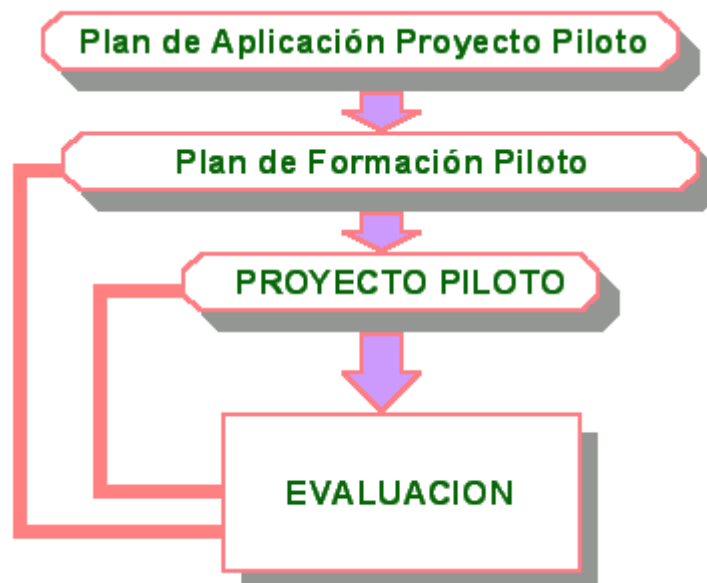 Plan de Aplicación Proyecto Piloto
Plan de Formación Piloto
PROYECTO PILOTO
EVALUACION